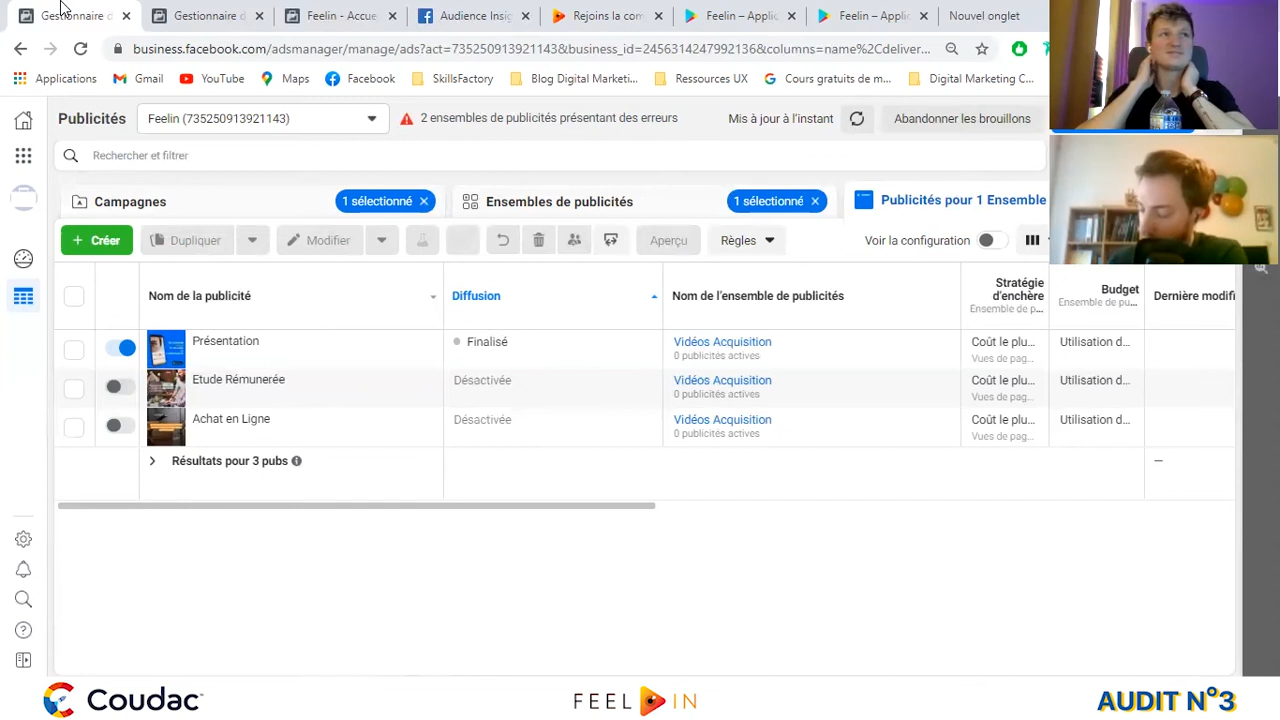 Gestionnaire d
Gestionnaire d
Feelin - Accue
Audience Insig
Rejoins la com
Feelin – Applic
Feelin – Applic
Nouvel onglet
business.facebook.com/adsmanager/manage/ads?act=735250913921143&business_id=2456314247992136&columns=name%2Cdeliver...
Applications
Gmail
YouTube
Maps
Facebook
SkillsFactory
Blog Digital Marketi...
Ressources UX
Cours gratuits de m...
Digital Marketing C...
Publicités
Feelin (735250913921143)
2 ensembles de publicités présentant des erreurs
Mis à jour à l'instant
Abandonner les brouillons
Rechercher et filtrer
Campagnes
1 sélectionné
Ensembles de publicités
1 sélectionné
Publicités pour 1 Ensemble
+ Créer
Dupliquer
Modifier
Aperçu
Règles
Voir la configuration
Nom de la publicité
Diffusion
Nom de l'ensemble de publicités
Stratégie
d'enchère
Ensemble de p...
Budget
Ensemble de pu...
Dernière modifi
Présentation
Finalisé
Vidéos Acquisition
0 publicités actives
Coût le plu...
Vues de pag...
Utilisation d...
Etude Rémunerée
Désactivée
Vidéos Acquisition
0 publicités actives
Coût le plu...
Vues de pag...
Utilisation d...
Achat en Ligne
Désactivée
Vidéos Acquisition
0 publicités actives
Coût le plu...
Vues de pag...
Utilisation d...
Résultats pour 3 pubs
—
Coudac
FEELIN
AUDIT N°3